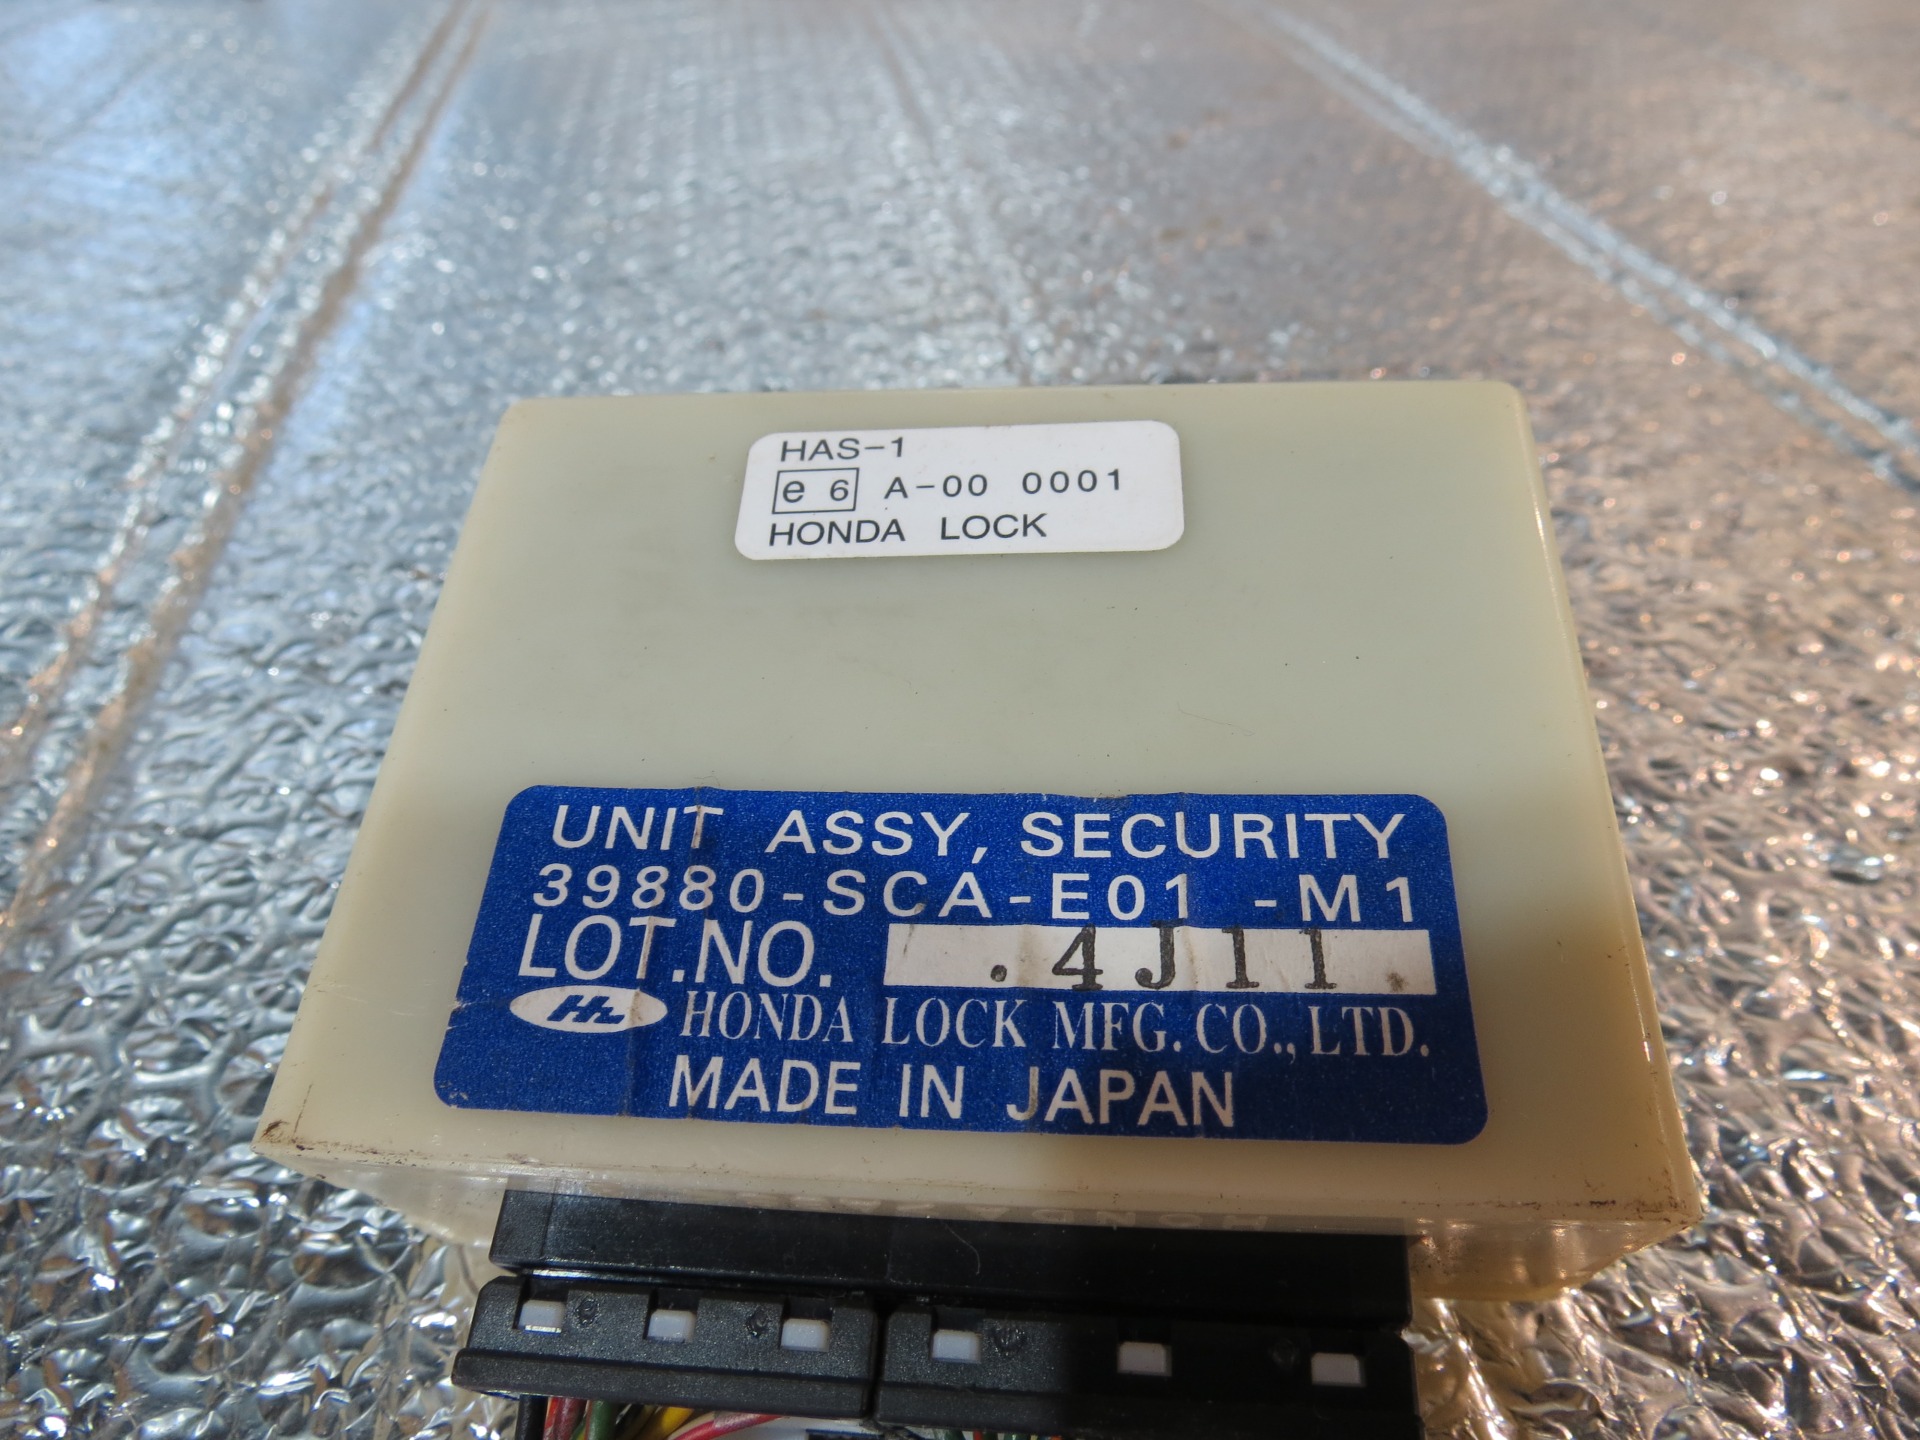 HAS-1
e 6 A-00 0001
HONDA LOCK
UNIT ASSY, SECURITY
39880-SCA-E01 -M1
LOT.NO. .4J11.
HONDA LOCK MFG. CO., LTD.
MADE IN JAPAN